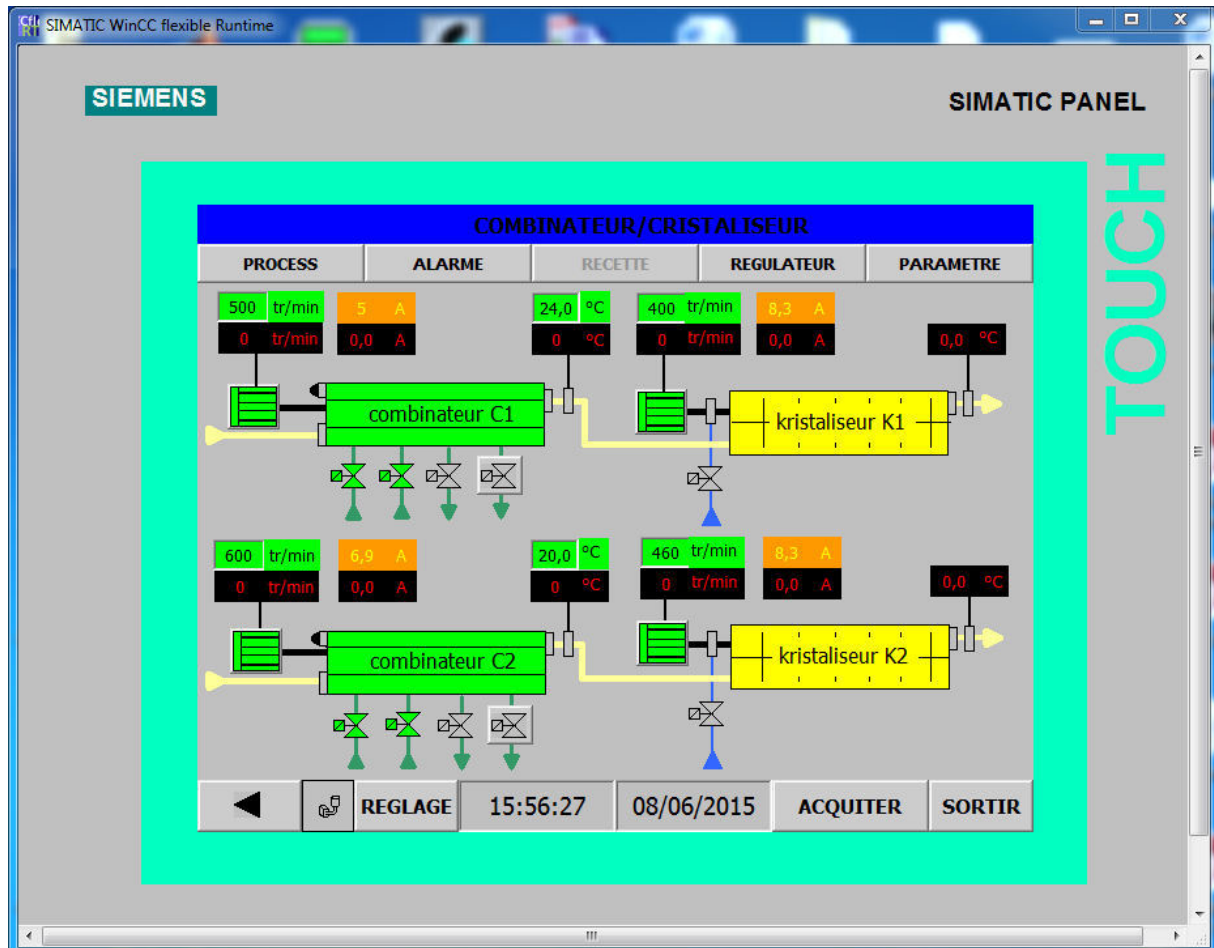 SIMATIC WinCC flexible Runtime
SIEMENS
SIMATIC PANEL
TOUCH
COMBINATEUR/CRISTALISEUR
PROCESS ALARME RECETTE REGULATEUR PARAMETRE
500 tr/min 5 A 24,0 °C 400 tr/min 8,3 A
0 tr/min 0,0 A 0 °C 0 tr/min 0,0 A 0,0 °C
combinateur C1 kristaliseur K1
600 tr/min 6,9 A 20,0 °C 460 tr/min 8,3 A
0 tr/min 0,0 A 0 °C 0 tr/min 0,0 A 0,0 °C
combinateur C2 kristaliseur K2
REGLAGE 15:56:27 08/06/2015 ACQUITER SORTIR